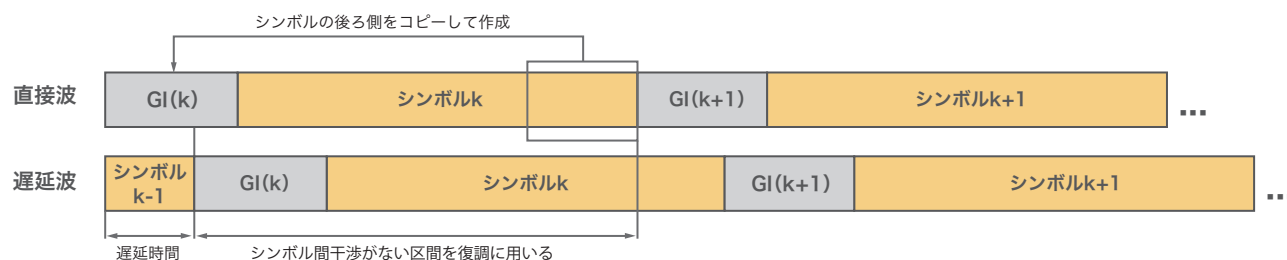 シンボルの後ろ側をコピーして作成
直接波
GI(k)
シンボルk
GI(k+1)
シンボルk+1
...
遅延波
シンボル
k-1
GI(k)
シンボルk
GI(k+1)
シンボルk+1
..
遅延時間
シンボル間干渉がない区間を復調に用いる